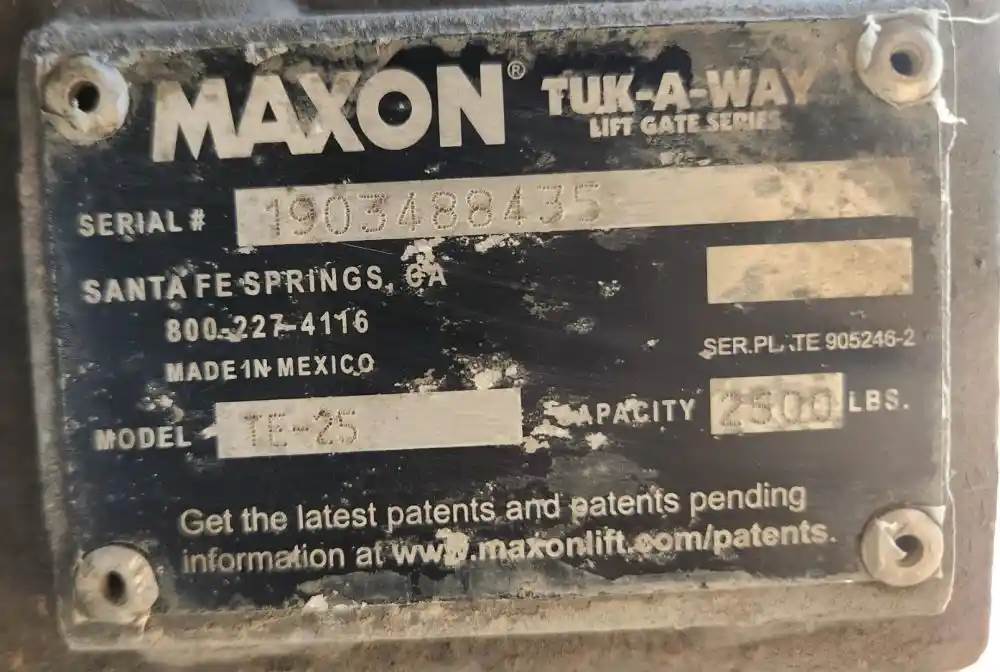 MAXON® TUK-A-WAY
LIFT GATE SERIES
SERIAL # 1903488435
SANTA FE SPRINGS, CA
800-227-4116
MADE IN MEXICO
SER.PLATE 905246-2
MODEL TE-25 CAPACITY 2500 LBS.
Get the latest patents and patents pending
information at www.maxonlift.com/patents.